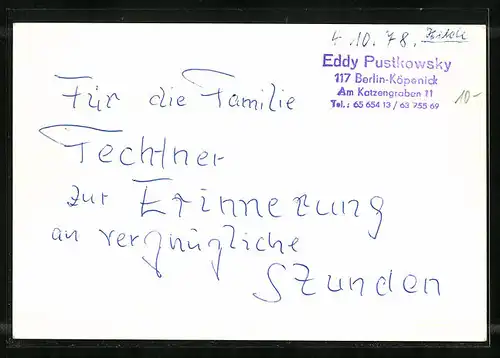 4. 10. 78.
Eddy Pustkowsky
117 Berlin-Köpenick
Am Katzengraben 11
Tel.: 65 654 13 / 63 755 69
10-
Für die Familie
Techtner
zur Erinnerung
an vergnügliche
Stunden